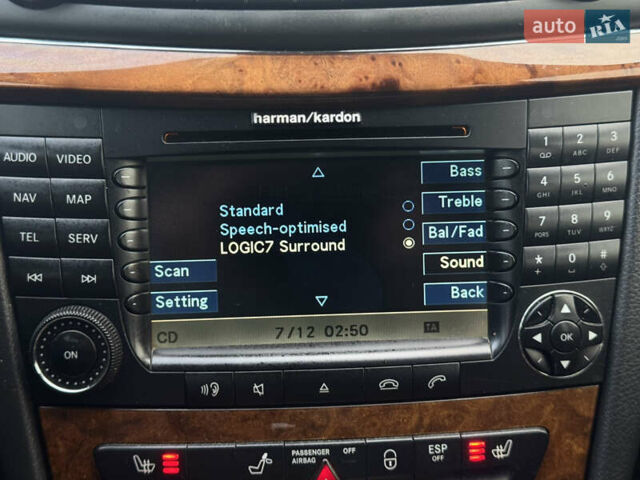 auto RIA.com
harman/kardon
AUDIO VIDEO
NAV MAP
TEL SERV
Bass
Treble
Bal/Fad
Sound
Back
Standard
Speech-optimised
LOGIC7 Surround
Scan
Setting
CD 7/12 02:50 TA
1 2 ABC 3 DEF
4 GHI 5 JKL 6 MNO
7 PQRS 8 TUV 9 WXYZ
* 0 #
ON
OK
PASSENGER OFF
AIRBAG
ESP
OFF